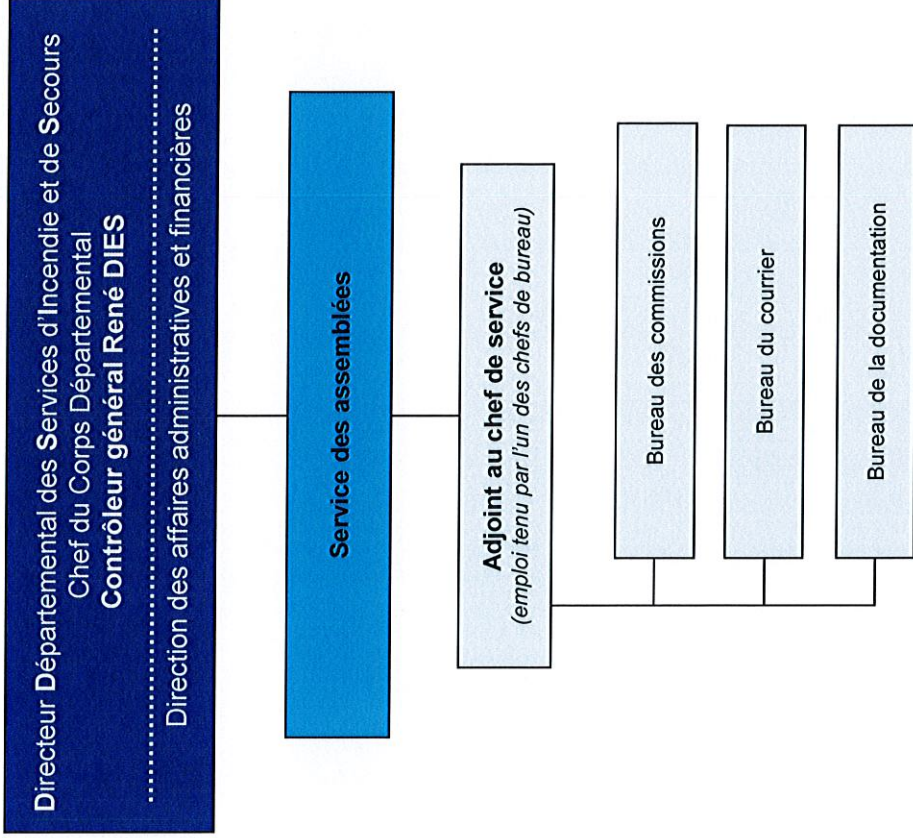 Directeur Départemental des Services d'Incendie et de Secours
Chef du Corps Départemental
Contrôleur général René DIES
Direction des affaires administratives et financières
Service des assemblées
Adjoint au chef de service
(emploi tenu par l'un des chefs de bureau)
Bureau des commissions
Bureau du courrier
Bureau de la documentation